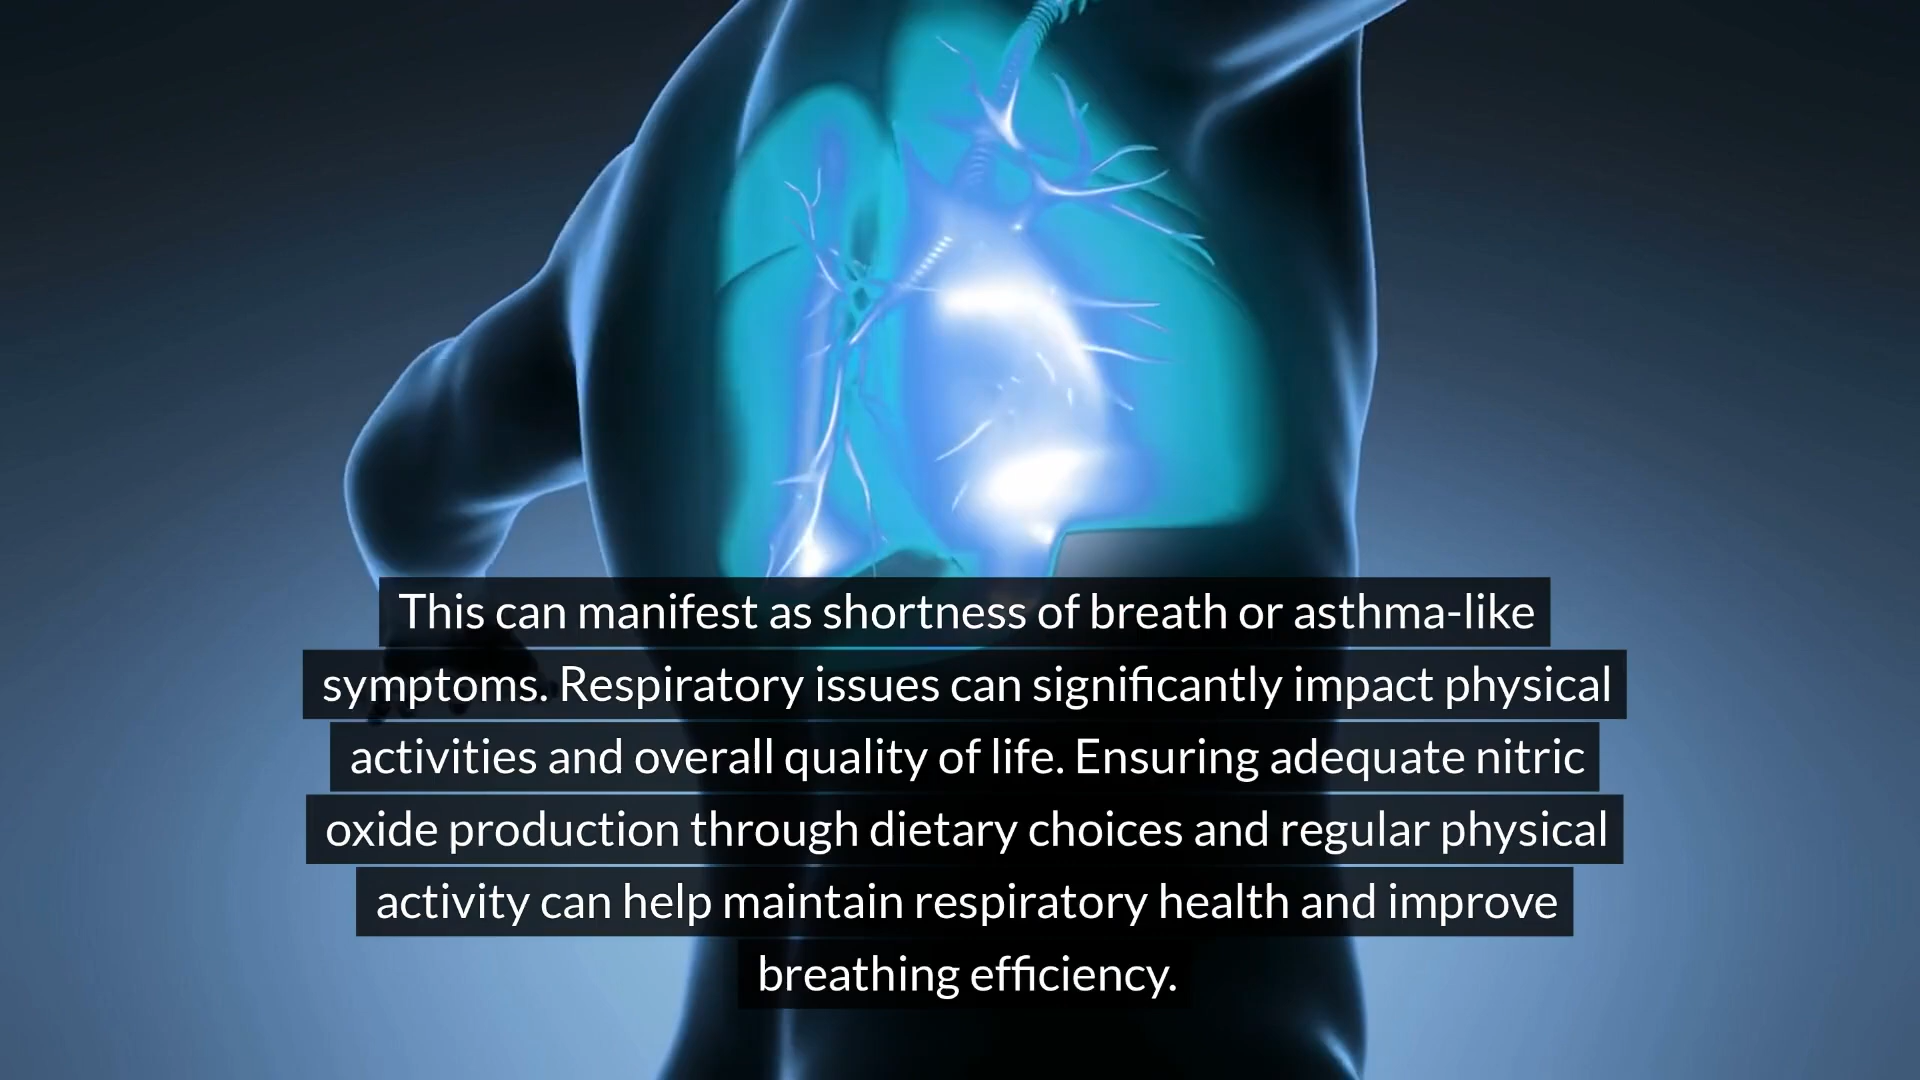 This can manifest as shortness of breath or asthma-like
symptoms. Respiratory issues can significantly impact physical
activities and overall quality of life. Ensuring adequate nitric
oxide production through dietary choices and regular physical
activity can help maintain respiratory health and improve
breathing efficiency.